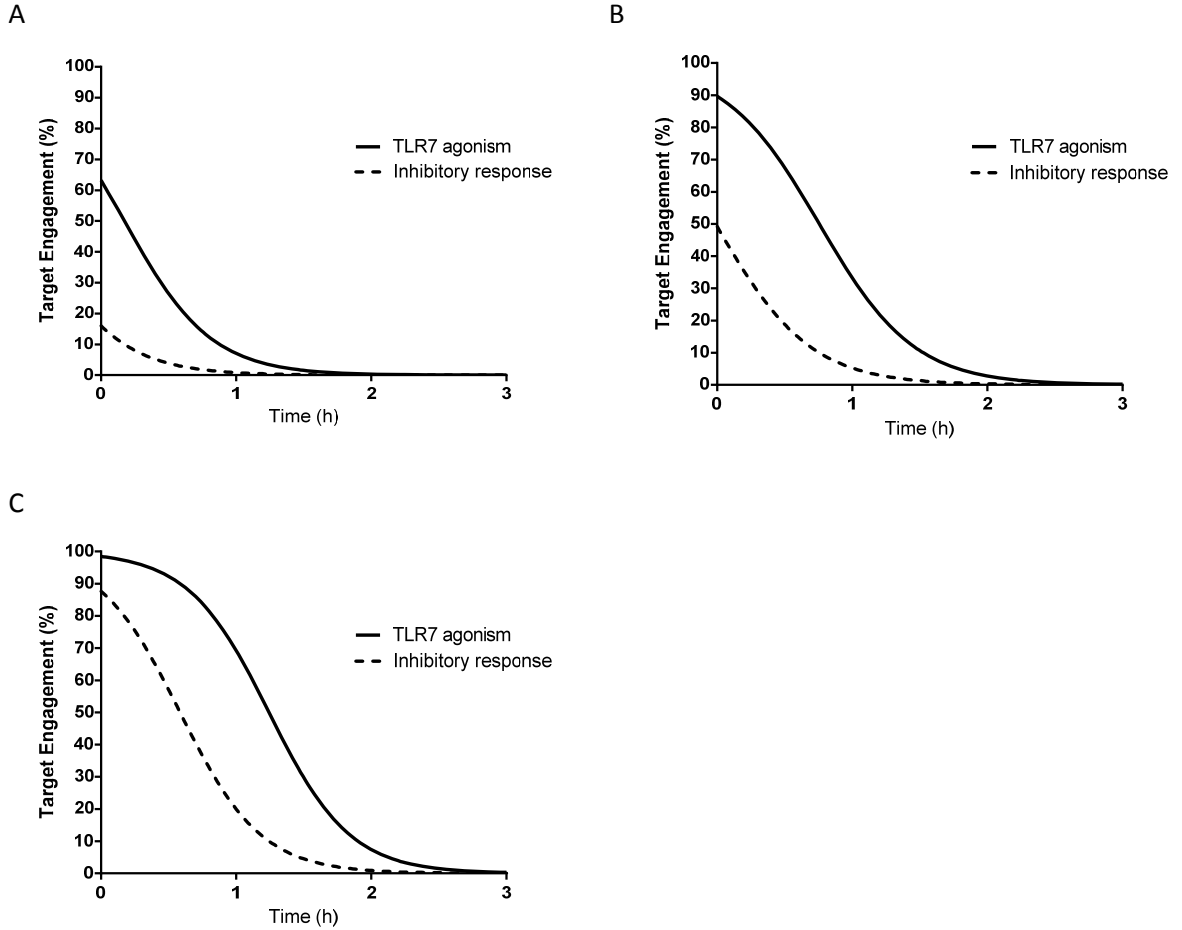 A
100
90
80
70
60
50
40
30
20
10
0
Target Engagement (%)
TLR7 agonism
Inhibitory response
0 1 2 3
Time (h)
B
100
90
80
70
60
50
40
30
20
10
0
Target Engagement (%)
TLR7 agonism
Inhibitory response
0 1 2 3
Time (h)
C
100
90
80
70
60
50
40
30
20
10
0
Target Engagement (%)
TLR7 agonism
Inhibitory response
0 1 2 3
Time (h)